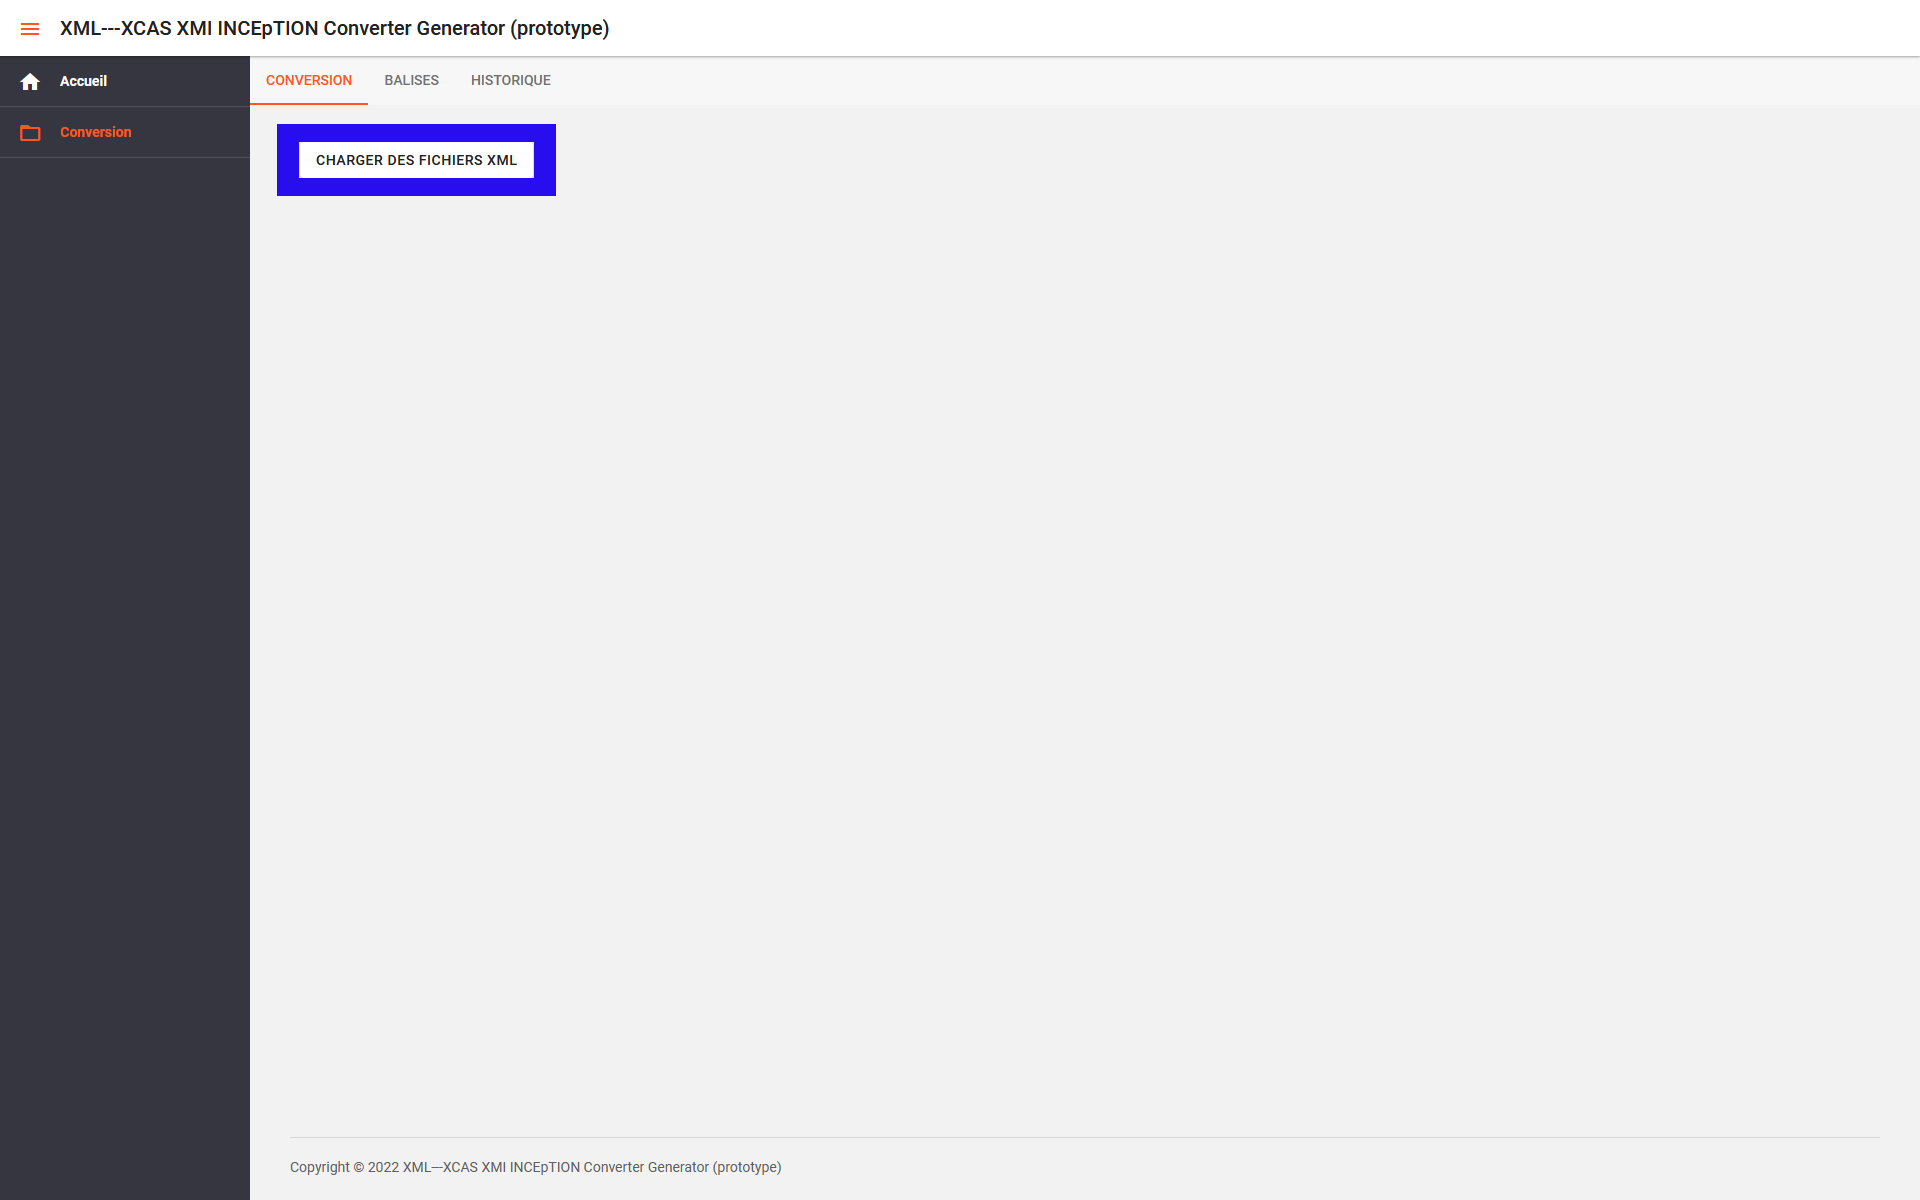 XML---XCAS XMI INCEpTION Converter Generator (prototype)
Accueil
Conversion
CONVERSION
BALISES
HISTORIQUE
CHARGER DES FICHIERS XML
Copyright © 2022 XML---XCAS XMI INCEpTION Converter Generator (prototype)